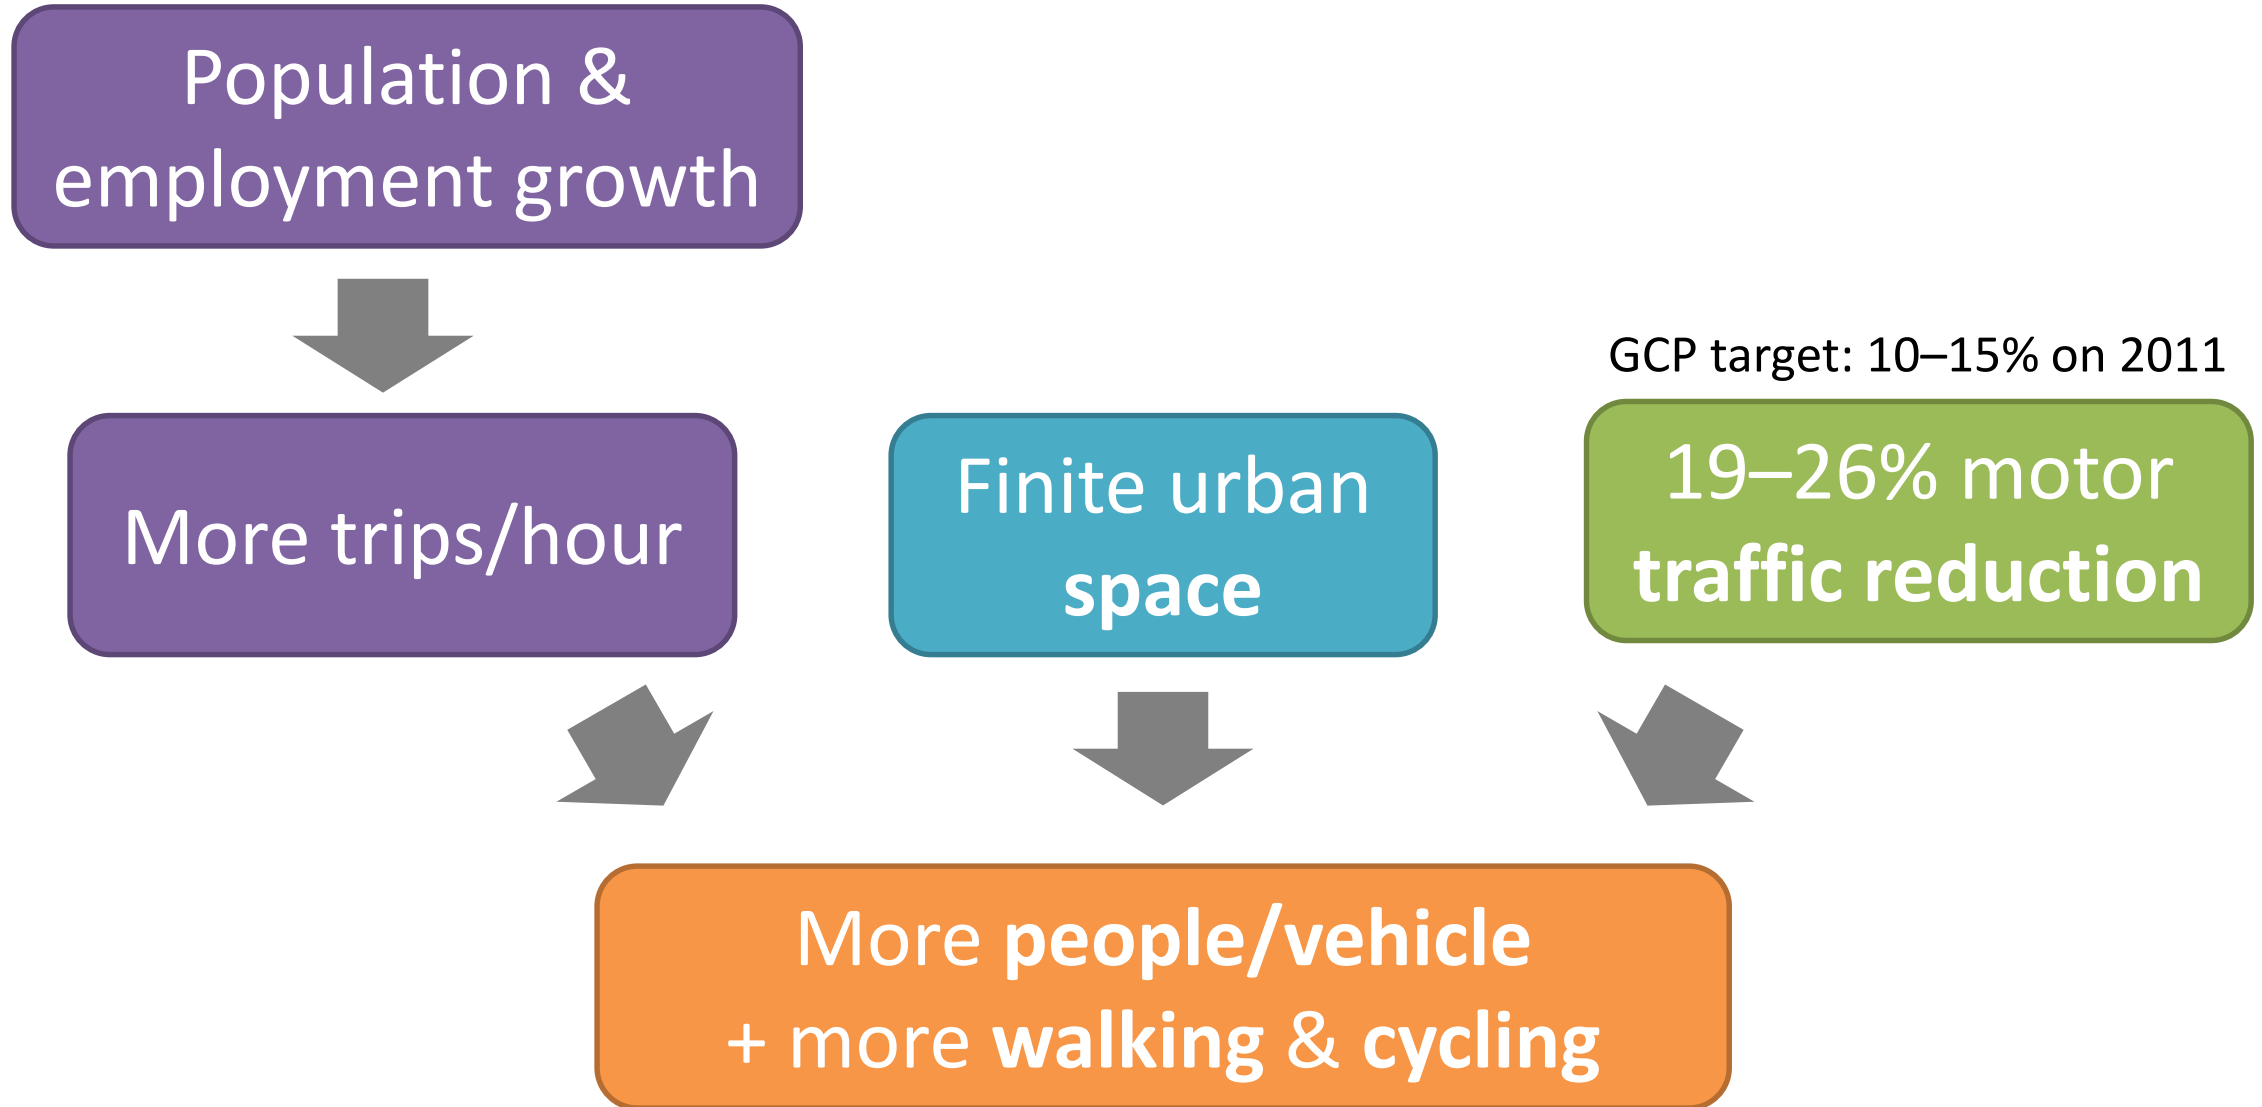 Population &
employment growth
More trips/hour
Finite urban
space
GCP target: 10–15% on 2011
19–26% motor
traffic reduction
More people/vehicle
+ more walking & cycling